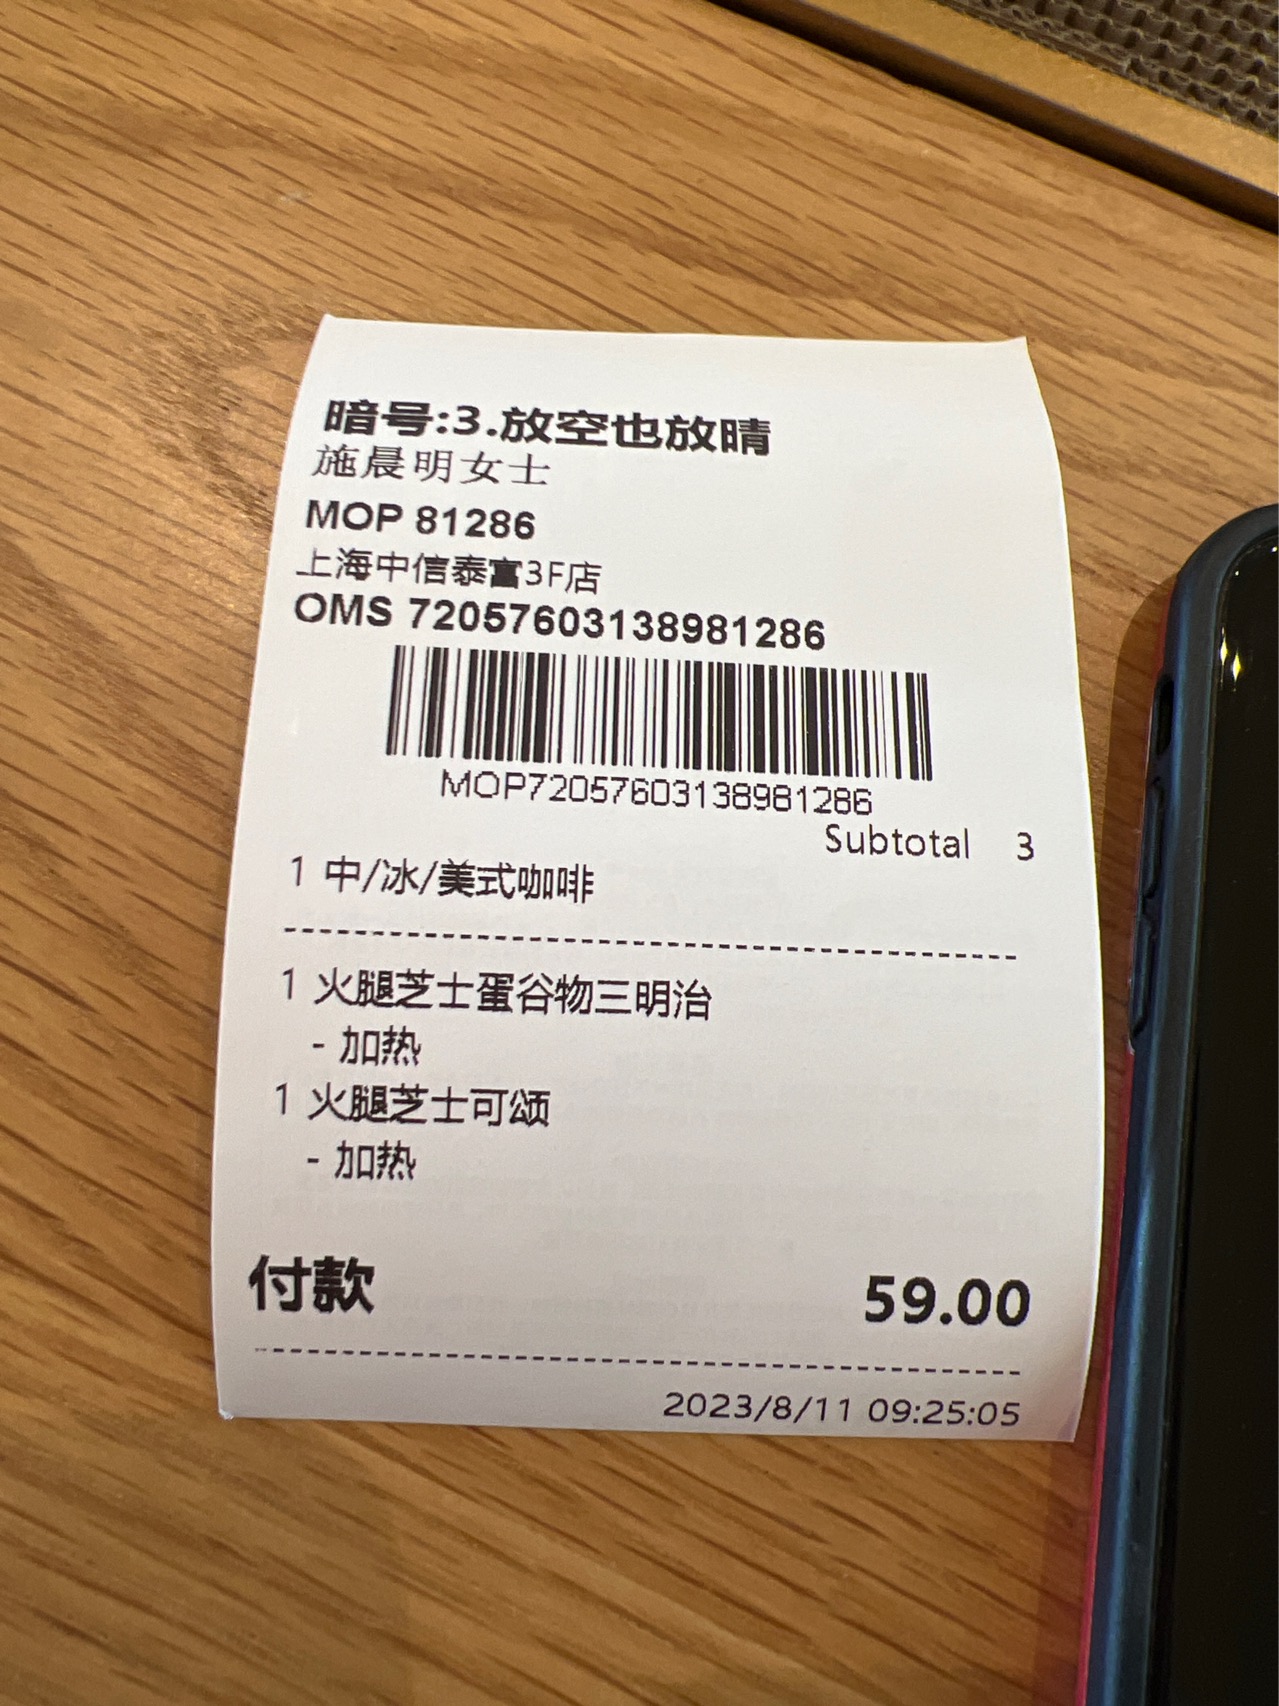 暗号:3.放空也放晴
施晨明女士
MOP 81286
上海中信泰富3F店
OMS 72057603138981286
MOP72057603138981286
Subtotal 3
1 中/冰/美式咖啡
1 火腿芝士蛋谷物三明治
- 加热
1 火腿芝士可颂
- 加热
付款 59.00
2023/8/11 09:25:05